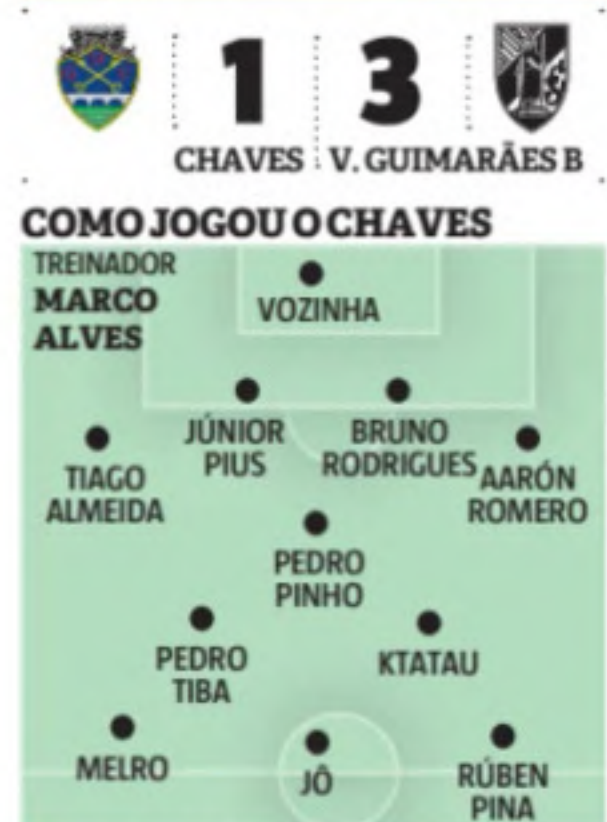 1 3
CHAVES V. GUIMARÃES B
COMO JOGOU O CHAVES
TREINADOR
MARCO
ALVES
VOZINHA
JÚNIOR
PIUS
BRUNO
RODRIGUES
TIAGO
ALMEIDA
AARÓN
ROMERO
PEDRO
PINHO
PEDRO
TIBA
KTATAU
MELRO
JÔ
RÚBEN
PINA